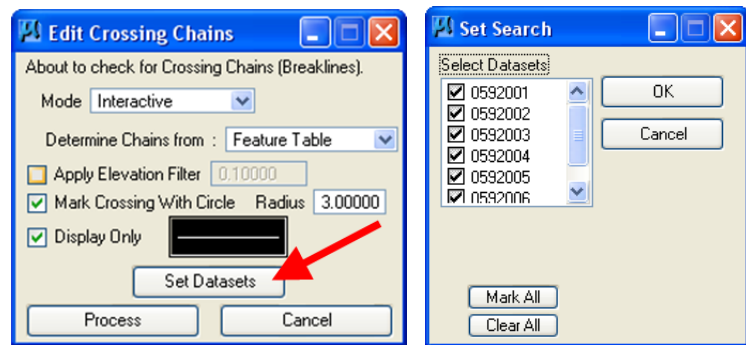 Edit Crossing Chains
About to check for Crossing Chains (Breaklines).
Mode Interactive
Determine Chains from : Feature Table
Apply Elevation Filter 0.10000
Mark Crossing With Circle Radius 3.00000
Display Only
Set Datasets
Process Cancel
Set Search
Select Datasets
0592001
0592002
0592003
0592004
0592005
0592006
OK
Cancel
Mark All
Clear All